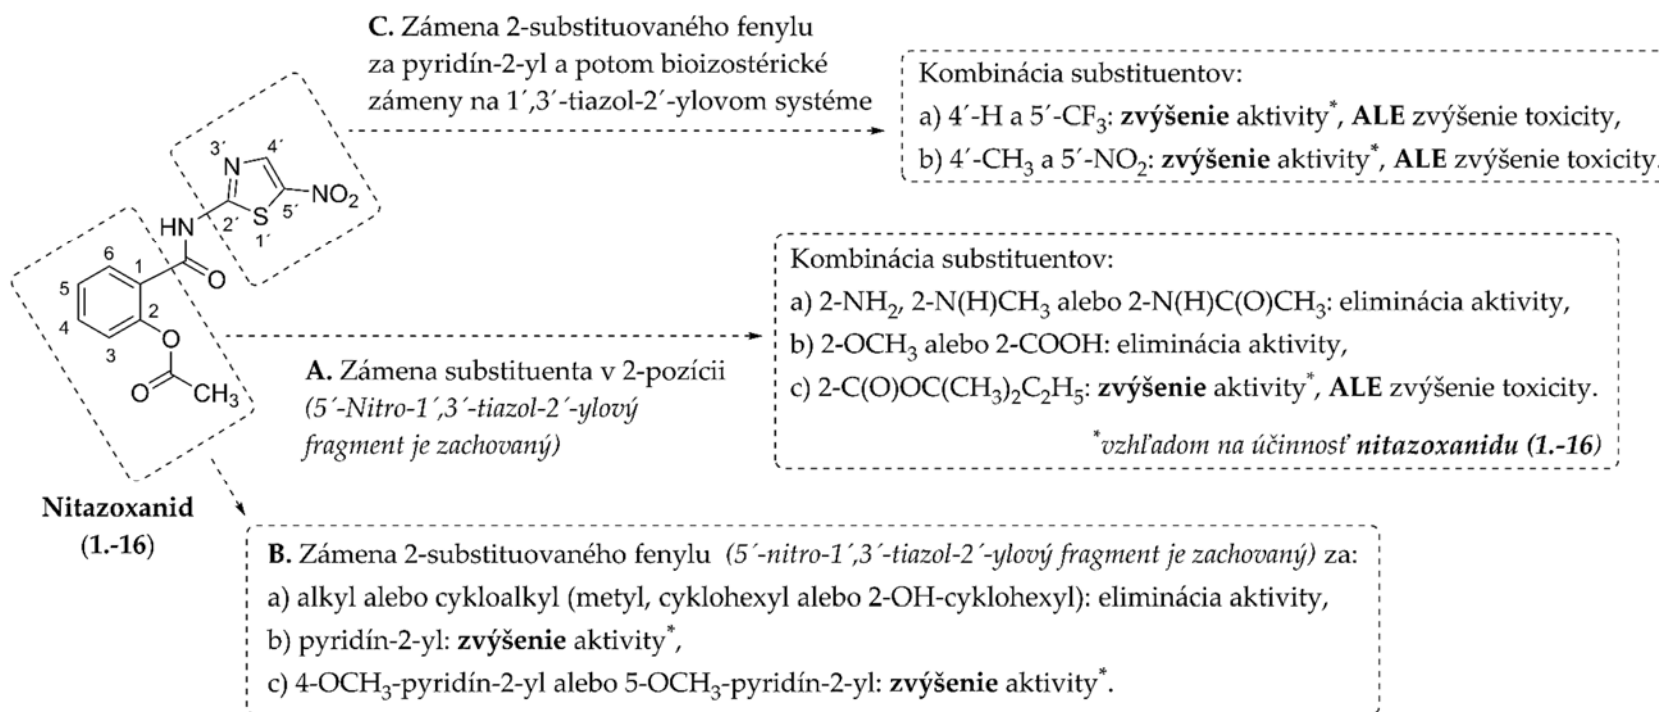 C. Zámena 2-substituovaného fenylu
za pyridín-2-yl a potom bioizostérické
zámeny na 1´,3´-tiazol-2´-ylovom systéme
Kombinácia substituentov:
a) 4´-H a 5´-CF₃: zvýšenie aktivity*, ALE zvýšenie toxicity,
b) 4´-CH₃ a 5´-NO₂: zvýšenie aktivity*, ALE zvýšenie toxicity.
3´
4´
N
S
NO₂
5´
2´
1´
HN
O
6
1
5
2
4
3
O
O
CH₃
Kombinácia substituentov:
a) 2-NH₂, 2-N(H)CH₃ alebo 2-N(H)C(O)CH₃: eliminácia aktivity,
b) 2-OCH₃ alebo 2-COOH: eliminácia aktivity,
c) 2-C(O)OC(CH₃)₂C₂H₅: zvýšenie aktivity*, ALE zvýšenie toxicity.
*vzhľadom na účinnosť nitazoxanidu (1.-16)
A. Zámena substituenta v 2-pozícii
(5´-Nitro-1´,3´-tiazol-2´-ylový
fragment je zachovaný)
Nitazoxanid
(1.-16)
B. Zámena 2-substituovaného fenylu (5´-nitro-1´,3´-tiazol-2´-ylový fragment je zachovaný) za:
a) alkyl alebo cykloalkyl (metyl, cyklohexyl alebo 2-OH-cyklohexyl): eliminácia aktivity,
b) pyridín-2-yl: zvýšenie aktivity*,
c) 4-OCH₃-pyridín-2-yl alebo 5-OCH₃-pyridín-2-yl: zvýšenie aktivity*.